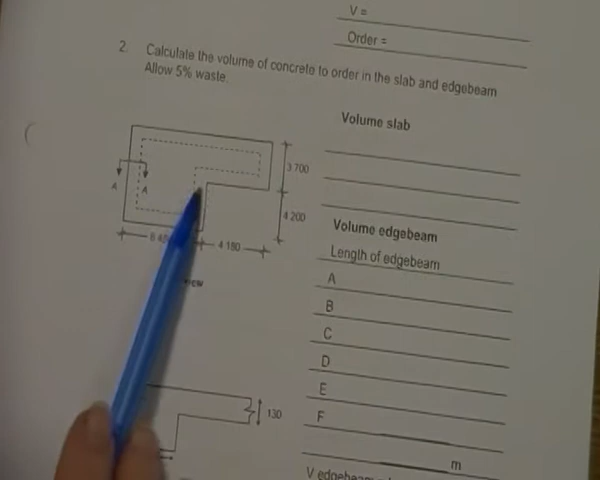 V =
Order =
2. Calculate the volume of concrete to order in the slab and edgebeam
Allow 5% waste.
Volume slab
3 700
A
A
4 200
4 180
Volume edgebeam
Length of edgebeam
A
B
C
D
E
F
130
m